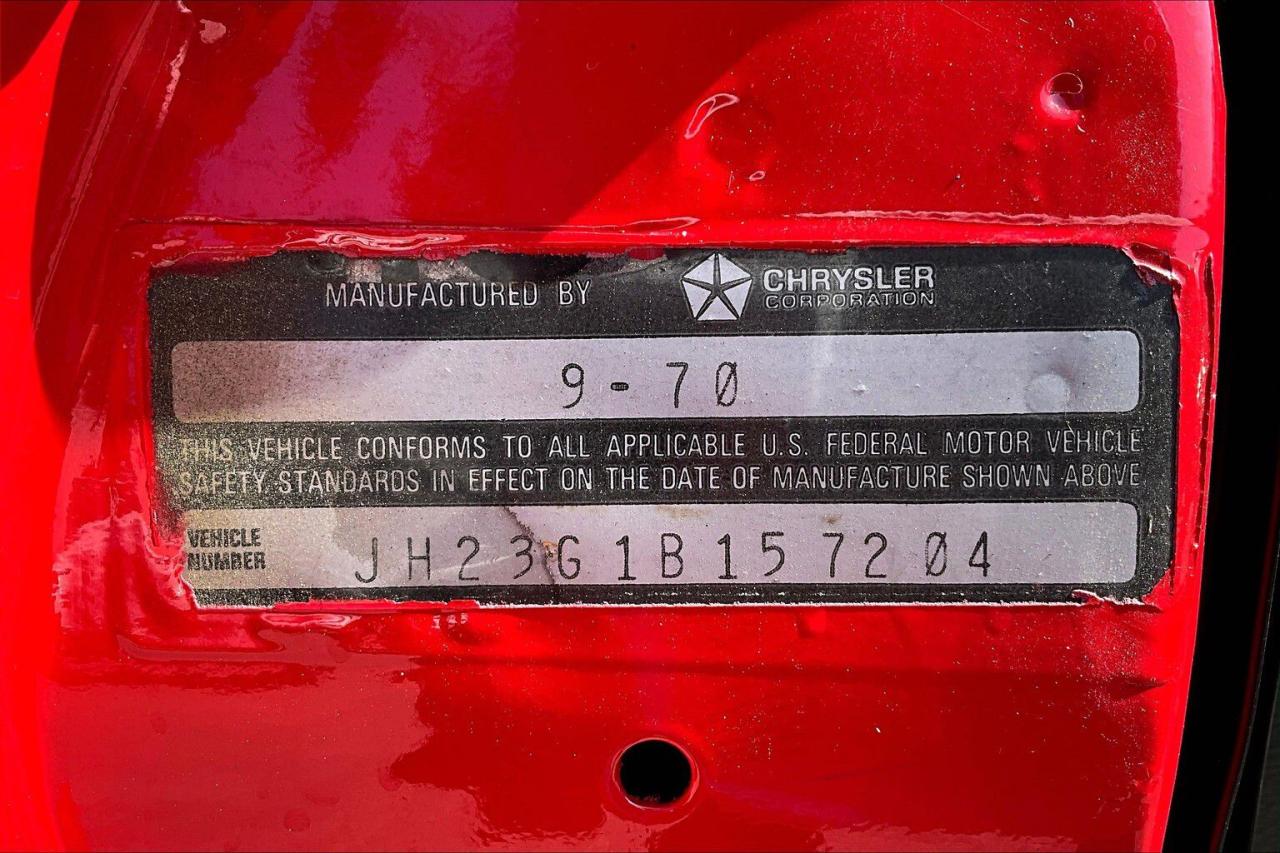 MANUFACTURED BY CHRYSLER
CORPORATION
9-70
THIS VEHICLE CONFORMS TO ALL APPLICABLE U.S. FEDERAL MOTOR VEHICLE
SAFETY STANDARDS IN EFFECT ON THE DATE OF MANUFACTURE SHOWN ABOVE
VEHICLE
NUMBER
JH23G1B157204